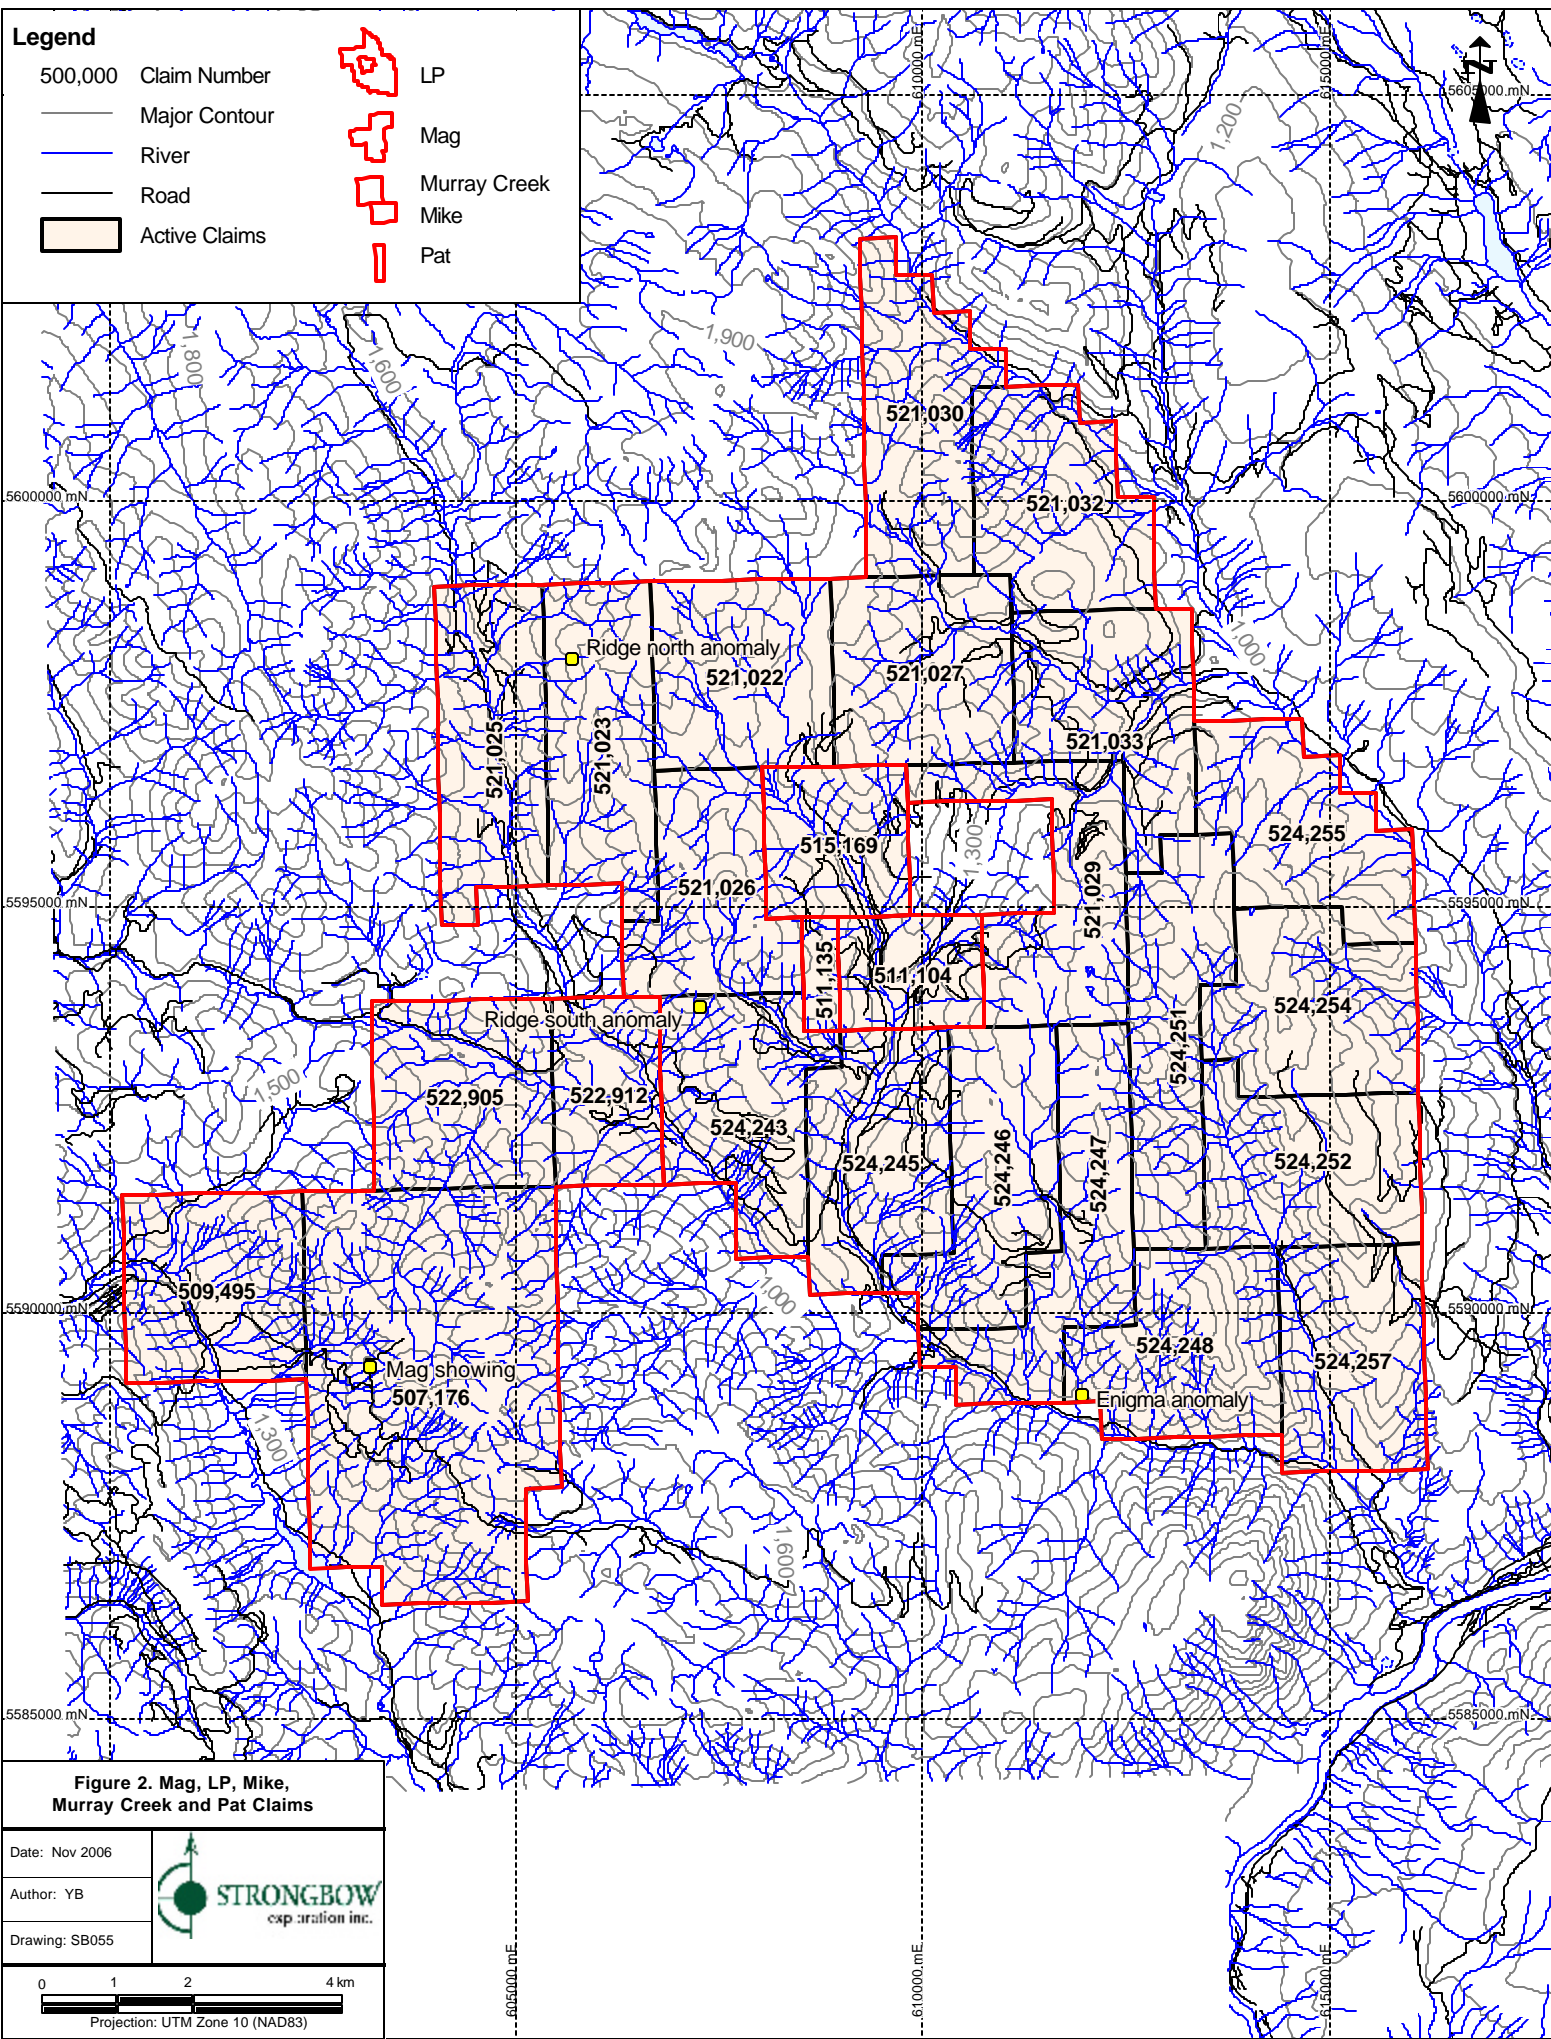 Legend
500,000 Claim Number
Major Contour
River
Road
Active Claims
LP
Mag
Murray Creek
Mike
Pat
610000.mE
615000.mE
5605000.mN
1,200
1,900
1,800
1,600
521,030
5600000.mN
521,032
5600000.mN
1,000
Ridge north anomaly
521,022
521,027
521,025
521,023
521,033
524,255
515,169
1,300
521,029
521,026
5595000.mN
5595000.mN
511,135
511,104
524,254
524,251
Ridge south anomaly
1,500
522,905
522,912
524,243
524,245
524,246
524,247
524,252
509,495
1,000
5590000.mN
5590000.mN
524,248
524,257
Mag showing
507,176
Enigma anomaly
1,300
1,600
5585000.mN
5585000.mN
Figure 2. Mag, LP, Mike,
Murray Creek and Pat Claims
Date: Nov 2006
Author: YB
Drawing: SB055
STRONGBOW
inc.
605000.mE
610000.mE
615000.mE
0 1 2 4 km
Projection: UTM Zone 10 (NAD83)